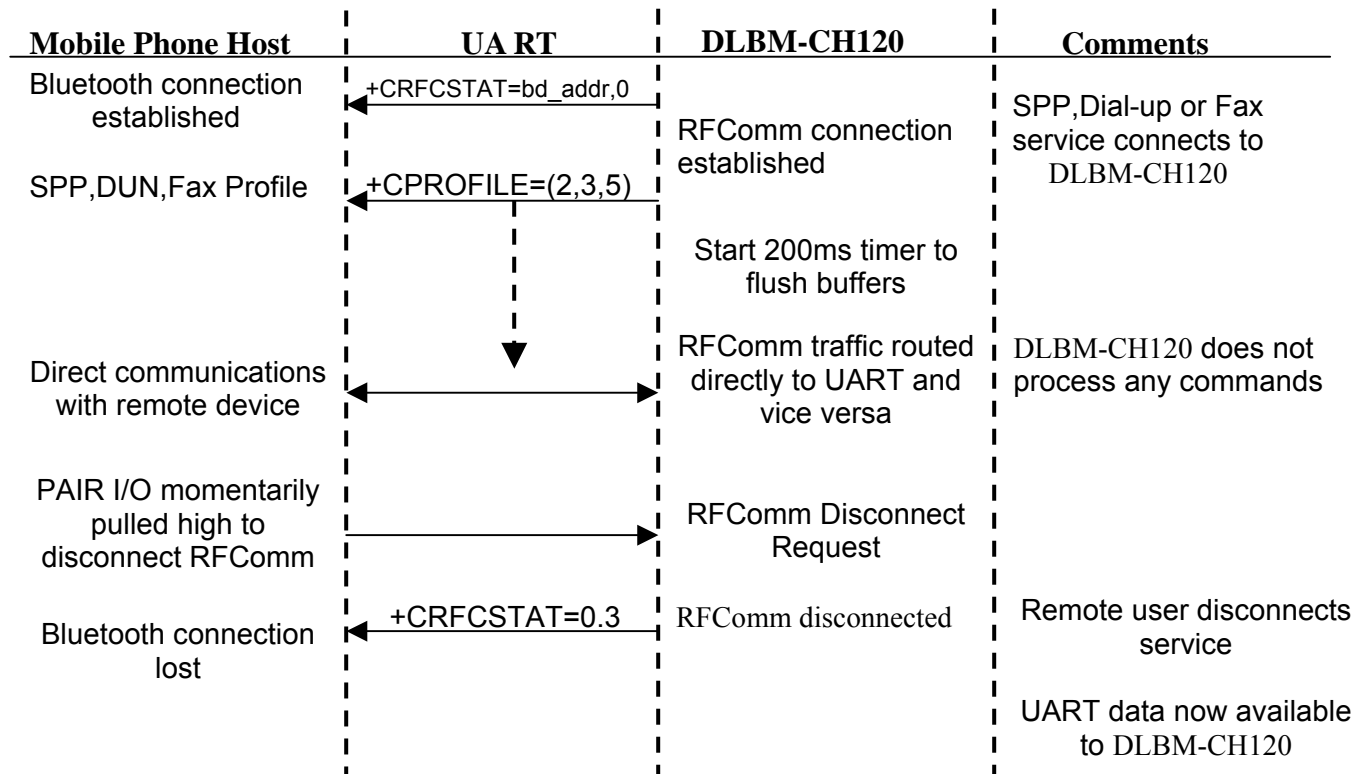 Mobile Phone Host UA RT DLBM-CH120 Comments
Bluetooth connection
established
+CRFCSTAT=bd_addr,0
RFComm connection
established
SPP,Dial-up or Fax
service connects to
DLBM-CH120
SPP,DUN,Fax Profile
+CPROFILE=(2,3,5)
Start 200ms timer to
flush buffers
Direct communications
with remote device
RFComm traffic routed
directly to UART and
vice versa
DLBM-CH120 does not
process any commands
PAIR I/O momentarily
pulled high to
disconnect RFComm
RFComm Disconnect
Request
Bluetooth connection
lost
+CRFCSTAT=0.3
RFComm disconnected
Remote user disconnects
service
UART data now available
to DLBM-CH120